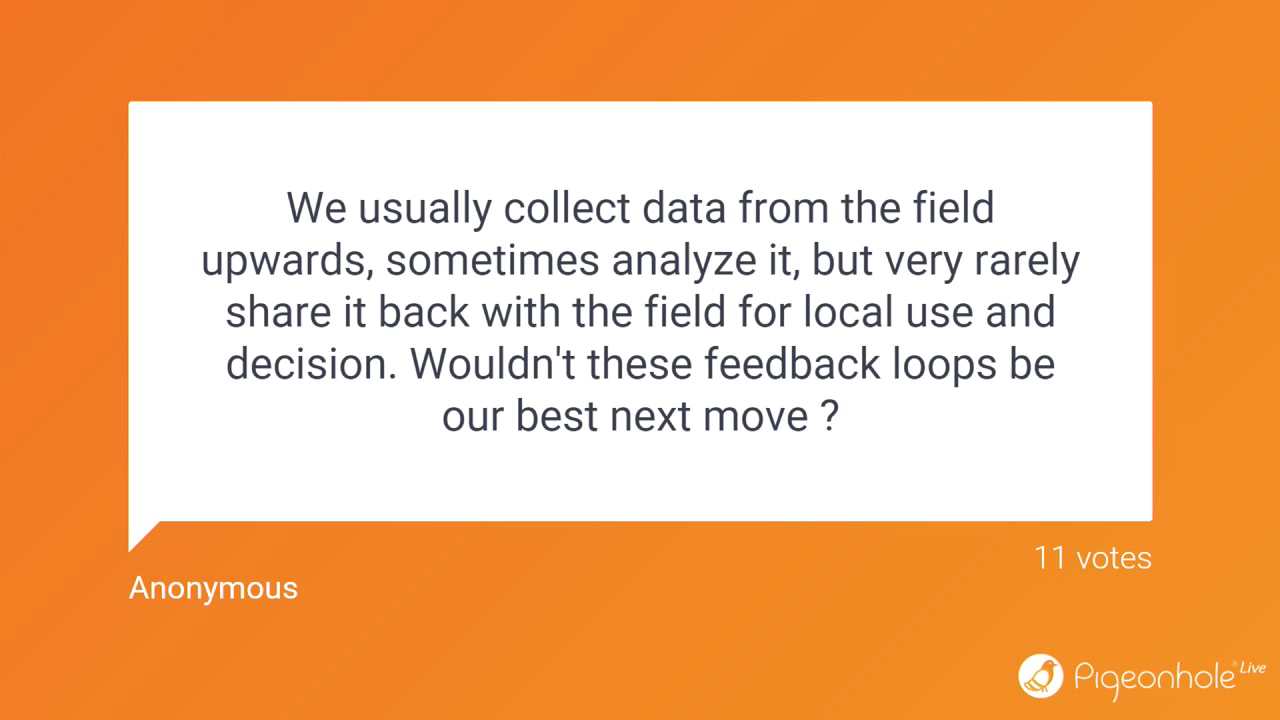 We usually collect data from the field
upwards, sometimes analyze it, but very rarely
share it back with the field for local use and
decision. Wouldn't these feedback loops be
our best next move ?
11 votes
Anonymous
Pigeonhole® Live